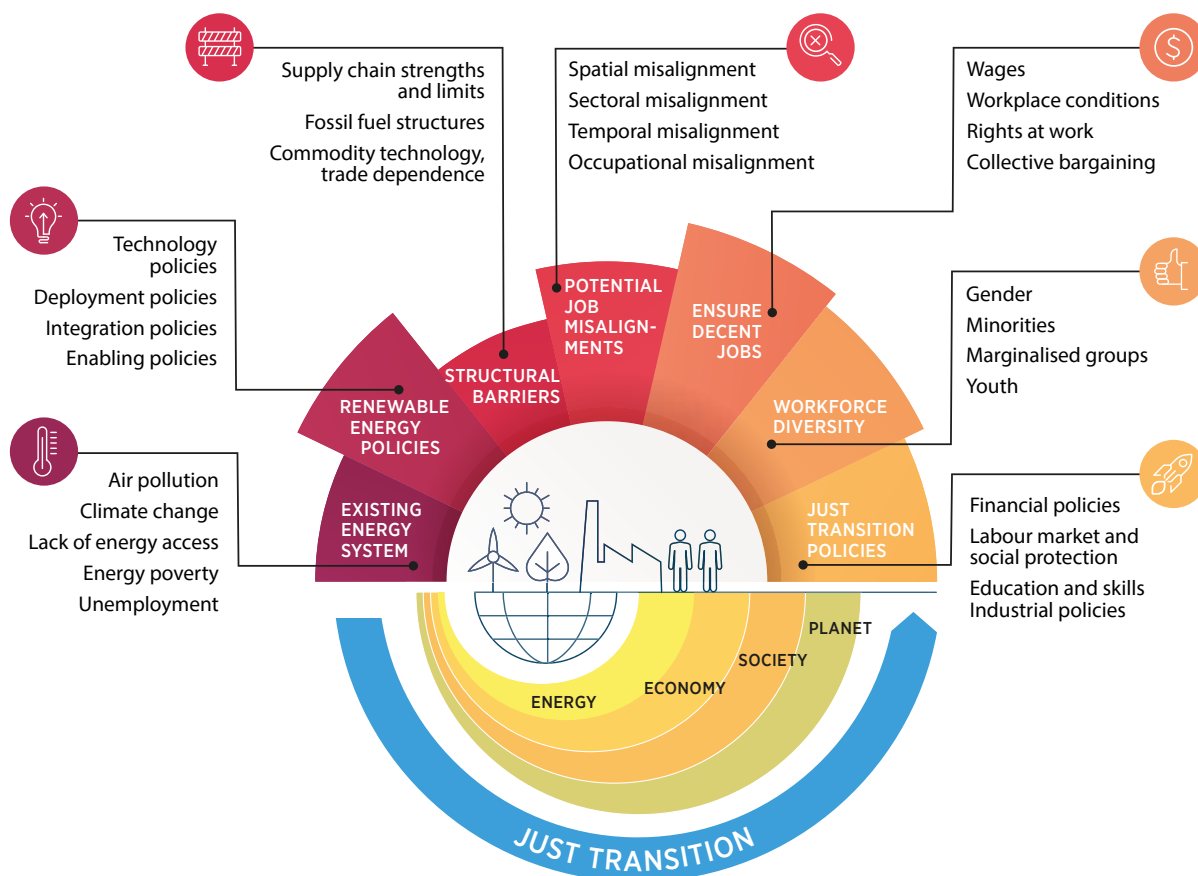 Supply chain strengths
and limits
Fossil fuel structures
Commodity technology,
trade dependence
Spatial misalignment
Sectoral misalignment
Temporal misalignment
Occupational misalignment
Wages
Workplace conditions
Rights at work
Collective bargaining
Technology
policies
Deployment policies
Integration policies
Enabling policies
Gender
Minorities
Marginalised groups
Youth
Air pollution
Climate change
Lack of energy access
Energy poverty
Unemployment
Financial policies
Labour market and
social protection
Education and skills
Industrial policies
EXISTING
ENERGY
SYSTEM
RENEWABLE
ENERGY
POLICIES
STRUCTURAL
BARRIERS
POTENTIAL
JOB
MISALIGN-
MENTS
ENSURE
DECENT
JOBS
WORKFORCE
DIVERSITY
JUST
TRANSITION
POLICIES
$
ENERGY
ECONOMY
SOCIETY
PLANET
JUST TRANSITION